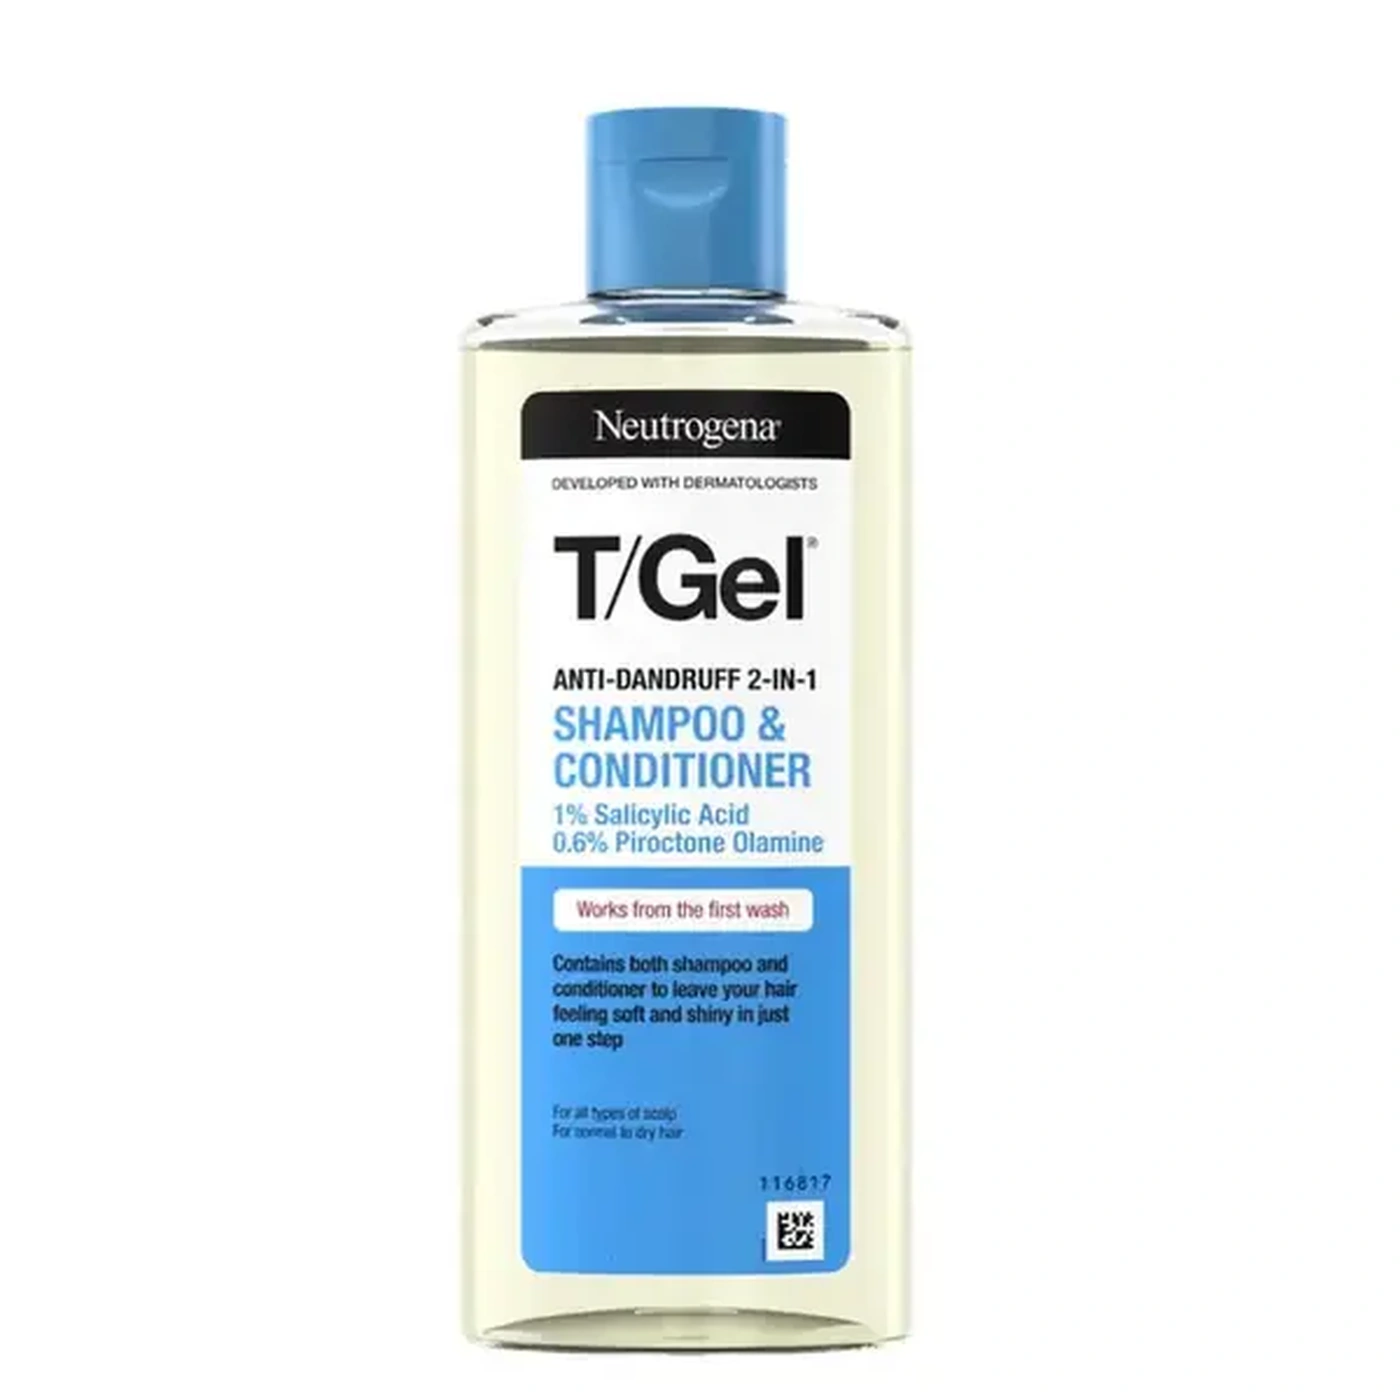 Neutrogena®
DEVELOPED WITH DERMATOLOGISTS
T/Gel®
ANTI-DANDRUFF 2-IN-1
SHAMPOO &
CONDITIONER
1% Salicylic Acid
0.6% Piroctone Olamine
Works from the first wash
Contains both shampoo and
conditioner to leave your hair
feeling soft and shiny in just
one step
For all types of scalp
For normal to dry hair
116817